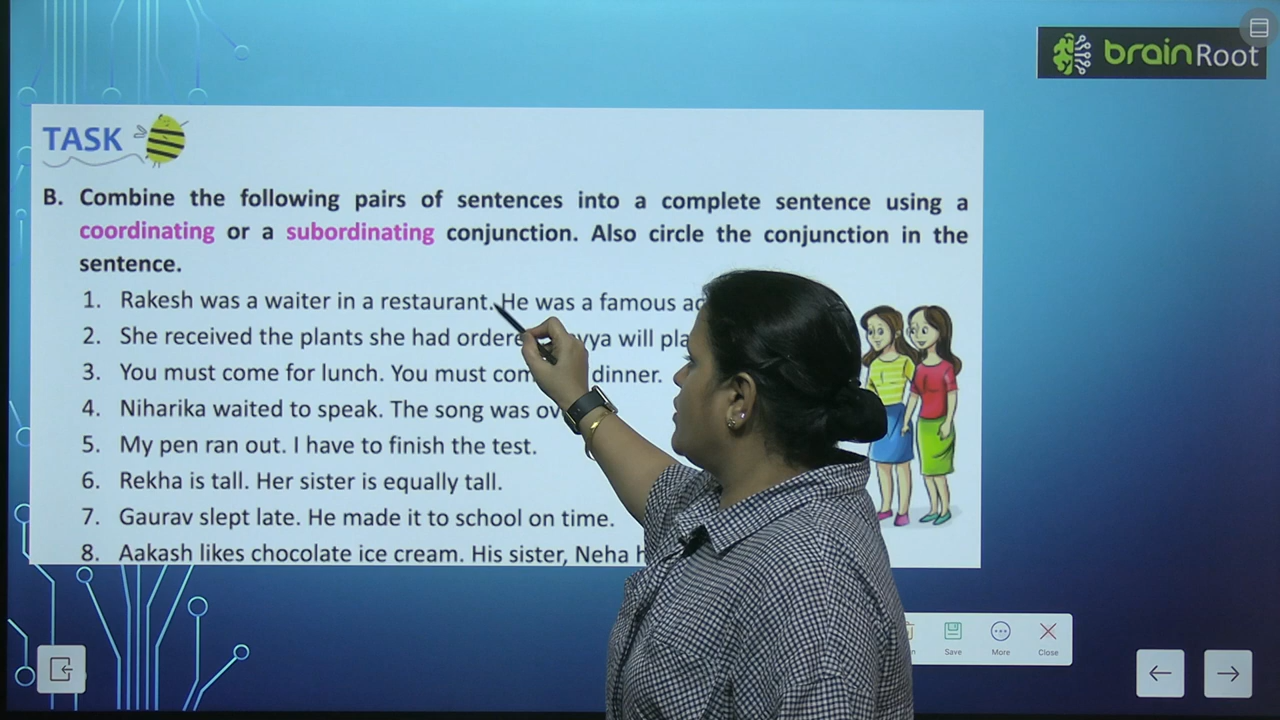 brainRoot
TASK
B. Combine the following pairs of sentences into a complete sentence using a
coordinating or a subordinating conjunction. Also circle the conjunction in the
sentence.
1. Rakesh was a waiter in a restaurant. He was a famous
2. She received the plants she had will
3. You must come for lunch. You must dinner.
4. Niharika waited to speak. The song was
5. My pen ran out. I have to finish the test.
6. Rekha is tall. Her sister is equally tall.
7. Gaurav slept late. He made it to school on time.
8. Aakash likes chocolate ice cream. His sister, Neha
Save More Close